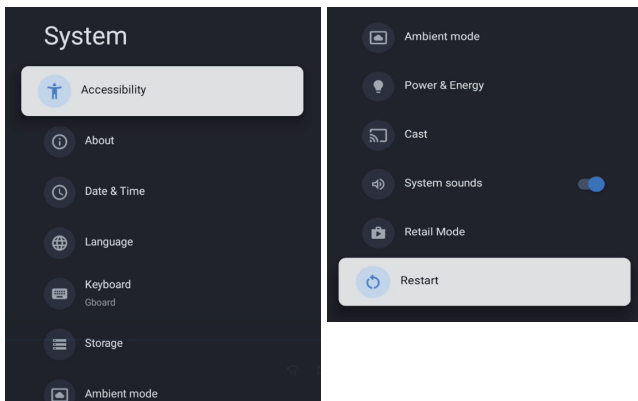 System
Accessibility
About
Date & Time
Language
Keyboard
Gboard
Storage
Ambient mode
Ambient mode
Power & Energy
Cast
System sounds
Retail Mode
Restart